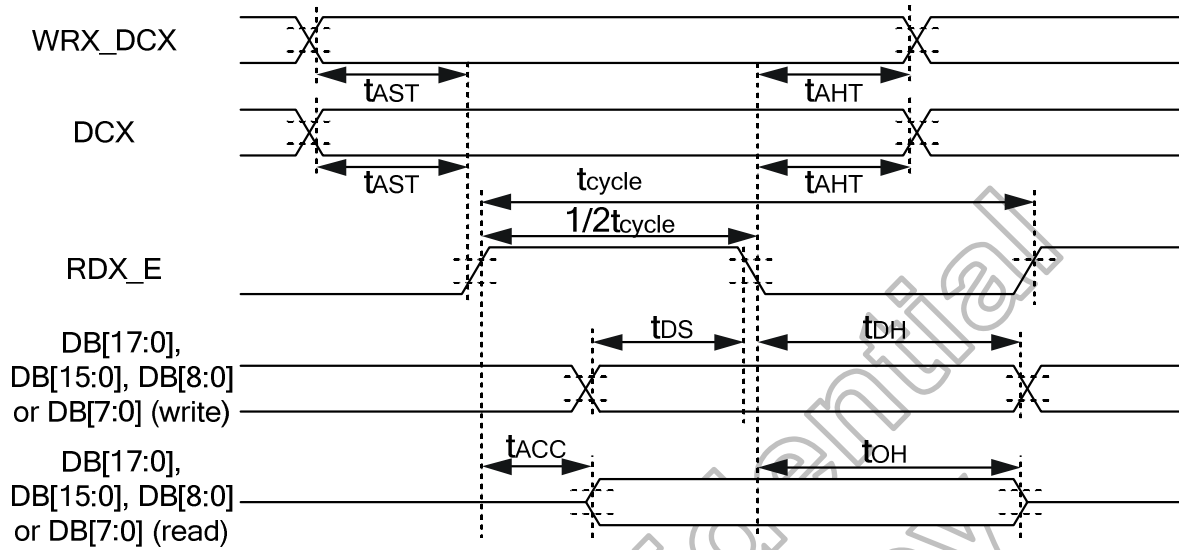 WRX_DCX
tAST
tAHT
DCX
tAST
tAHT
tcycle
1/2tcycle
RDX_E
tDS
tDH
DB[17:0],
DB[15:0], DB[8:0]
or DB[7:0] (write)
tACC
tOH
DB[17:0],
DB[15:0], DB[8:0]
or DB[7:0] (read)
dential